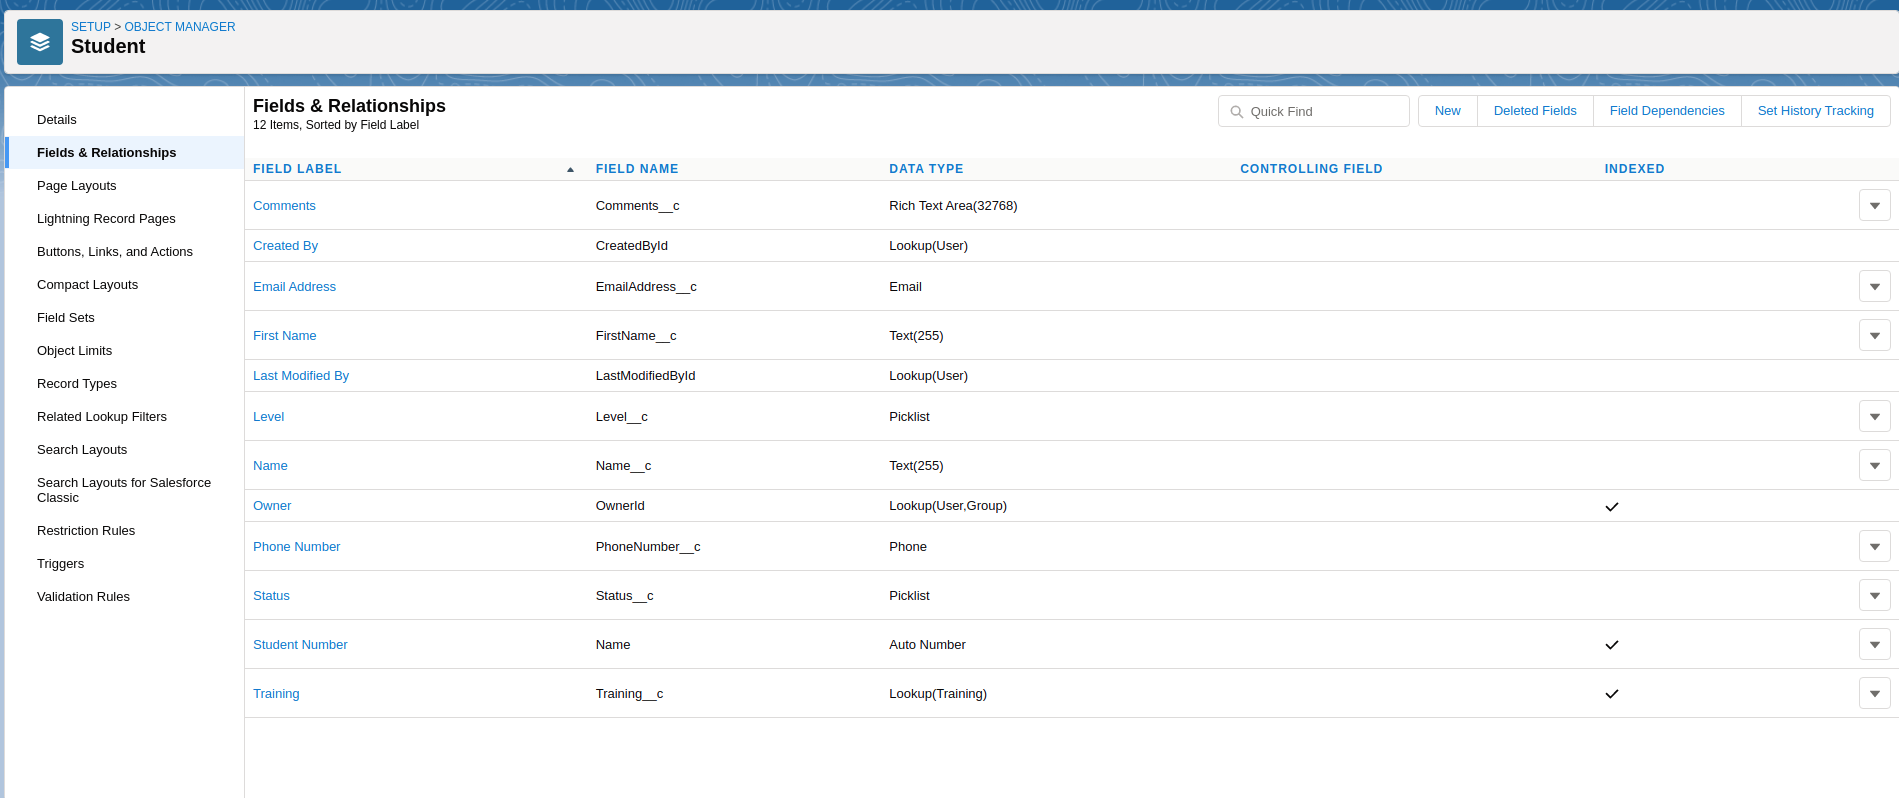 SETUP > OBJECT MANAGER
Student
Details
Fields & Relationships
Page Layouts
Lightning Record Pages
Buttons, Links, and Actions
Compact Layouts
Field Sets
Object Limits
Record Types
Related Lookup Filters
Search Layouts
Search Layouts for Salesforce
Classic
Restriction Rules
Triggers
Validation Rules
Fields & Relationships
12 Items, Sorted by Field Label
Quick Find New Deleted Fields Field Dependencies Set History Tracking
FIELD LABEL FIELD NAME DATA TYPE CONTROLLING FIELD INDEXED
Comments Comments__c Rich Text Area(32768)
Created By CreatedById Lookup(User)
Email Address EmailAddress__c Email
First Name FirstName__c Text(255)
Last Modified By LastModifiedById Lookup(User)
Level Level__c Picklist
Name Name__c Text(255)
Owner OwnerId Lookup(User,Group)
Phone Number PhoneNumber__c Phone
Status Status__c Picklist
Student Number Name Auto Number
Training Training__c Lookup(Training)